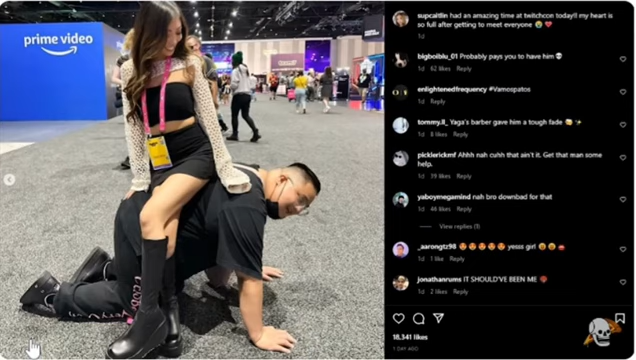 prime video
supcaitlin had an amazing time at twitchcon today!! my heart is
so full after getting to meet everyone 😭❤️
1d
bigboiblu_01 Probably pays you to have him 💀
1d 62 likes Reply
enlightenedfrequency #Vamospatos
1d Reply
tommy.ll_ Yaga's barber gave him a tough fade
1d 8 likes Reply
picklwrickmf Ahhh nah cuhh that ain't it. Get that man some
help.
1d 39 likes Reply
yaboymegamind nah bro downbad for that
1d 44 likes Reply
View replies (1)
_aarongtz98 😍😍😍😍😍 yesss girl
1d 1 like Reply
jonathanrums IT SHOULD'VE BEEN ME
1d 2 likes Reply
18,341 likes
1 DAY AGO